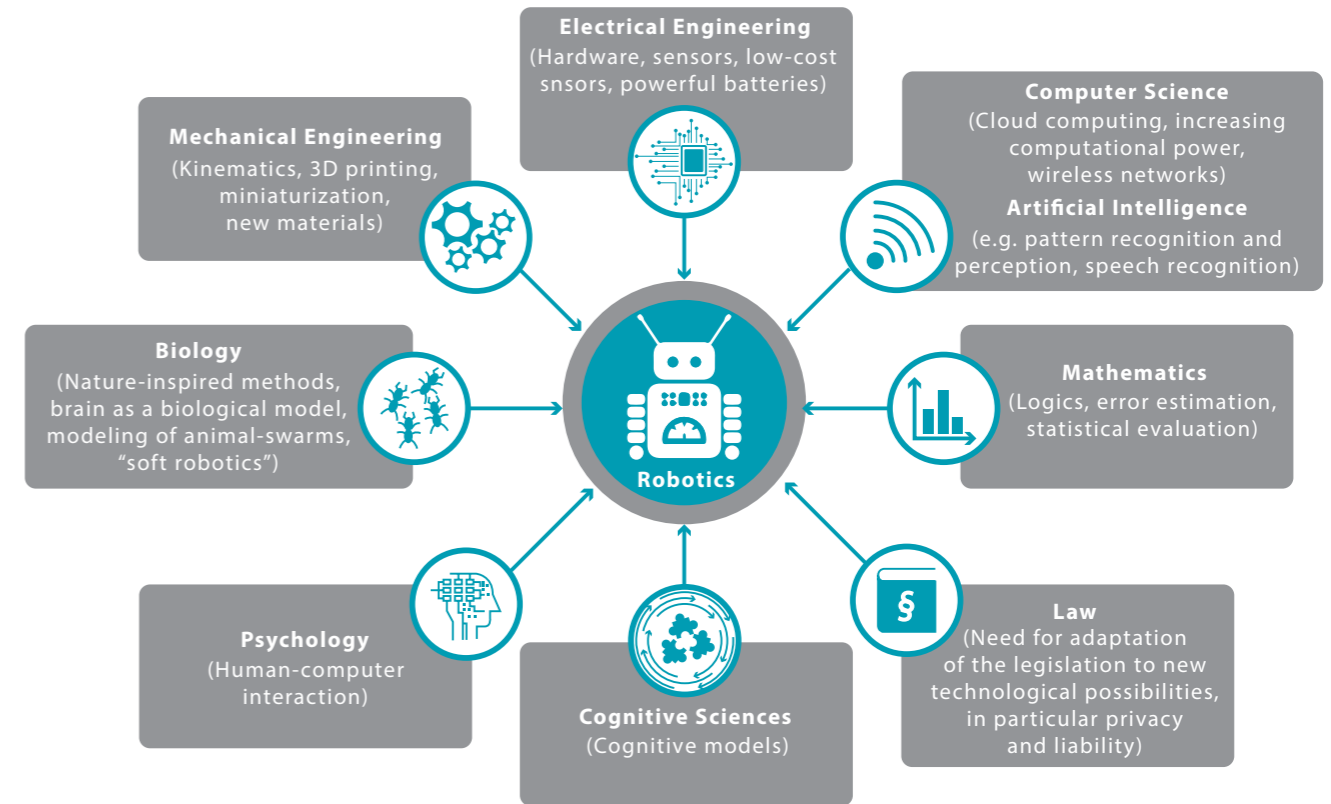 Electrical Engineering
(Hardware, sensors, low-cost
snsors, powerful batteries)
Computer Science
(Cloud computing, increasing
computational power,
wireless networks)
Artificial Intelligence
(e.g. pattern recognition and
perception, speech recognition)
Mechanical Engineering
(Kinematics, 3D printing,
miniaturization,
new materials)
Biology
(Nature-inspired methods,
brain as a biological model,
modeling of animal-swarms,
“soft robotics”)
Robotics
Mathematics
(Logics, error estimation,
statistical evaluation)
Psychology
(Human-computer
interaction)
Cognitive Sciences
(Cognitive models)
§
Law
(Need for adaptation
of the legislation to new
technological possibilities,
in particular privacy
and liability)